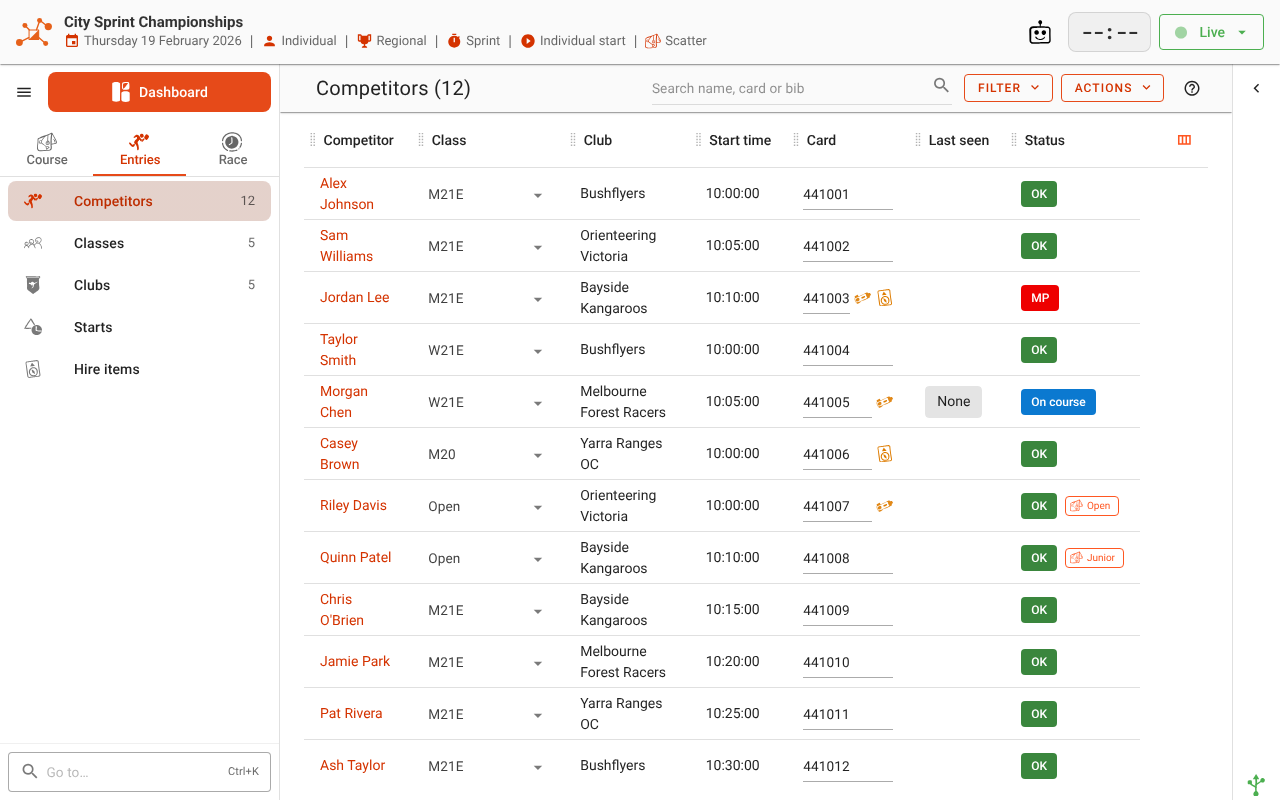 City Sprint Championships
Thursday 19 February 2026 | Individual | Regional | Sprint | Individual start | Scatter
--:--
Live
Dashboard
Competitors (12)
Search name, card or bib
FILTER
ACTIONS
Course
Entries
Race
Competitors 12
Classes 5
Clubs 5
Starts
Hire items
Go to... Ctrl+K
Competitor Class Club Start time Card Last seen Status
Alex
Johnson
M21E Bushflyers 10:00:00 441001 OK
Sam
Williams
M21E
Orienteering
Victoria
10:05:00 441002 OK
Jordan Lee M21E
Bayside
Kangaroos
10:10:00 441003 MP
Taylor
Smith
W21E Bushflyers 10:00:00 441004 OK
Morgan
Chen
W21E
Melbourne
Forest Racers
10:05:00 441005 None On course
Casey
Brown
M20
Yarra Ranges
OC
10:00:00 441006 OK
Riley Davis Open
Orienteering
Victoria
10:00:00 441007 OK Open
Quinn Patel Open
Bayside
Kangaroos
10:10:00 441008 OK Junior
Chris
O'Brien
M21E
Bayside
Kangaroos
10:15:00 441009 OK
Jamie Park M21E
Melbourne
Forest Racers
10:20:00 441010 OK
Pat Rivera M21E
Yarra Ranges
OC
10:25:00 441011 OK
Ash Taylor M21E Bushflyers 10:30:00 441012 OK